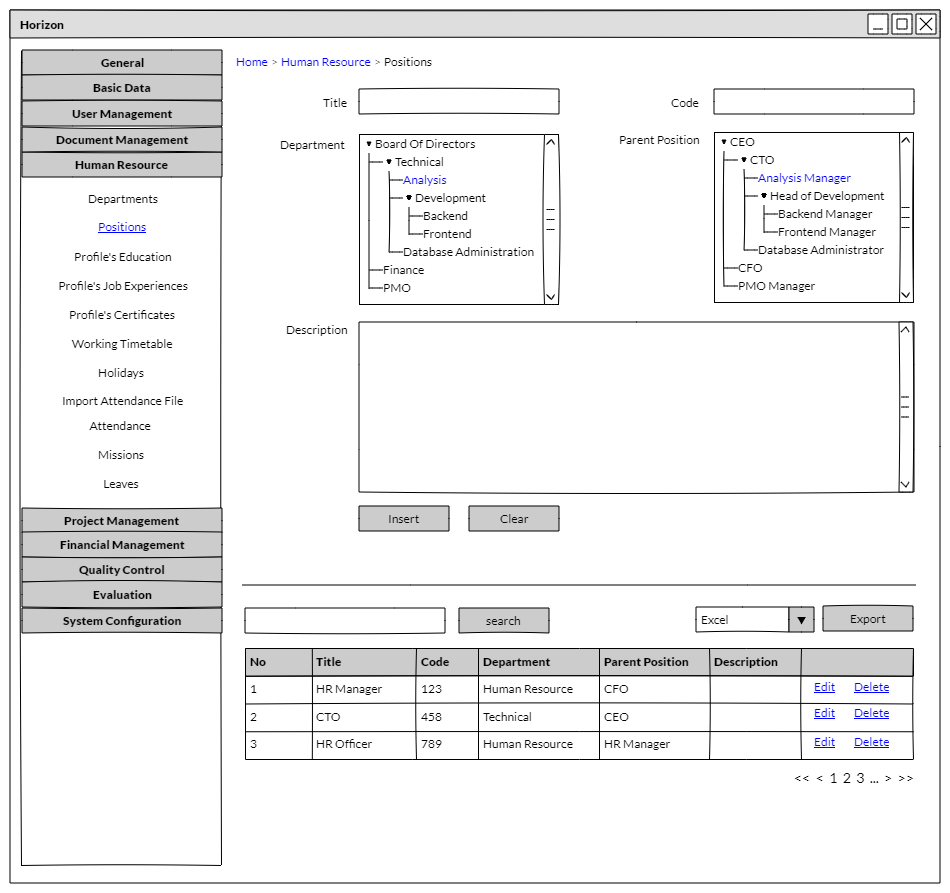 Horizon
General
Basic Data
User Management
Document Management
Human Resource
Departments
Positions
Profile's Education
Profile's Job Experiences
Profile's Certificates
Working Timetable
Holidays
Import Attendance File
Attendance
Missions
Leaves
Project Management
Financial Management
Quality Control
Evaluation
System Configuration
Home > Human Resource > Positions
Title
Code
Department
Board Of Directors
Technical
Analysis
Development
Backend
Frontend
Database Administration
Finance
PMO
Parent Position
CEO
CTO
Analysis Manager
Head of Development
Backend Manager
Frontend Manager
Database Administrator
CFO
PMO Manager
Description
Insert Clear
search Excel Export
No Title Code Department Parent Position Description
1 HR Manager 123 Human Resource CFO Edit Delete
2 CTO 458 Technical CEO Edit Delete
3 HR Officer 789 Human Resource HR Manager Edit Delete
<< < 1 2 3 ... > >>